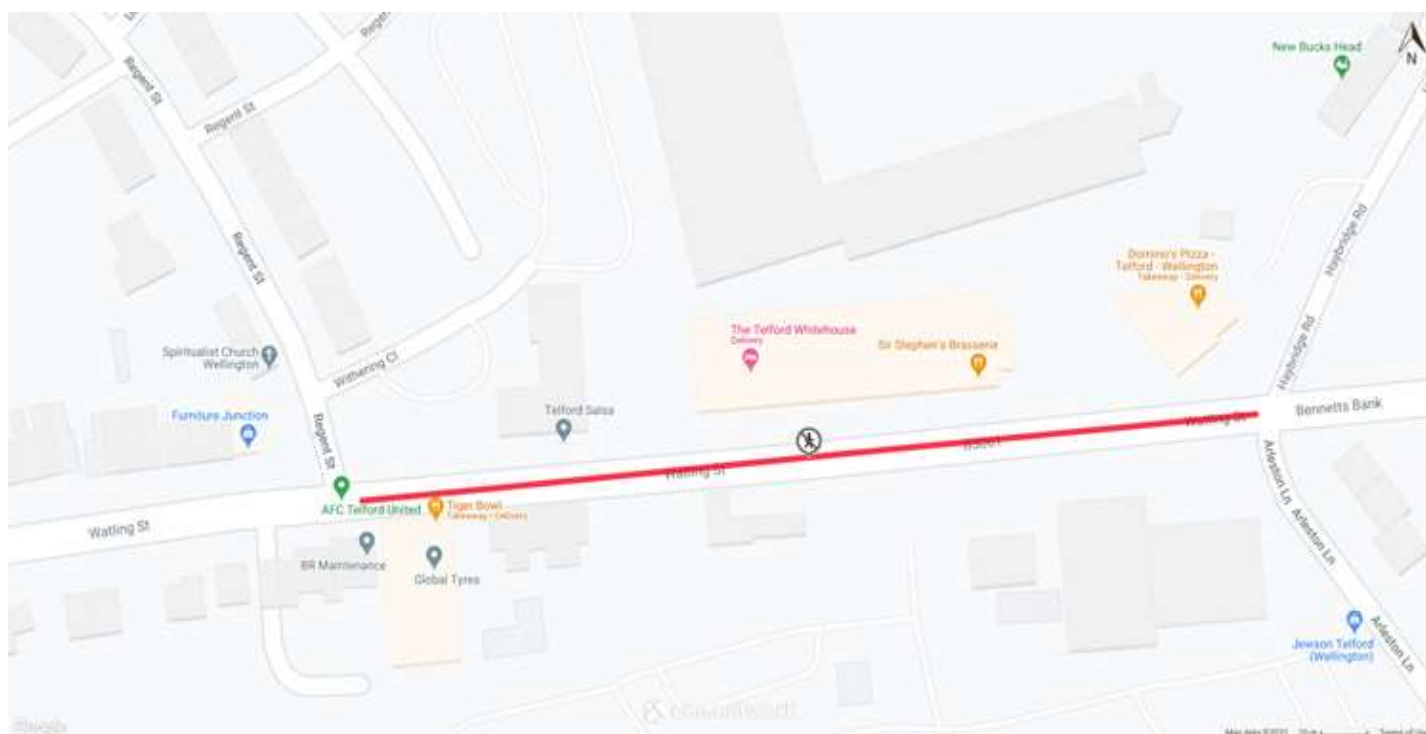 New Bucks Head
N
Regent St
Regent St
Regent St
Regent St
Haybridge Rd
Domino's Pizza -
Telford - Wellington
Takeaway • Delivery
The Telford Whitehouse
Delivery
Sir Stephen's Brasserie
Haybridge Rd
Spiritualist Church
Wellington
Withering Cl
Furniture Junction
Telford Salsa
Regent St
Watling St
Bennetts Bank
B5061
Watling St
Arleston Ln
Arleston Ln
AFC Telford United
Tiger Bowl
Takeaway • Delivery
Watling St
BR Maintenance
Global Tyres
Jewson Telford
(Wellington)
Arleston Ln
Google